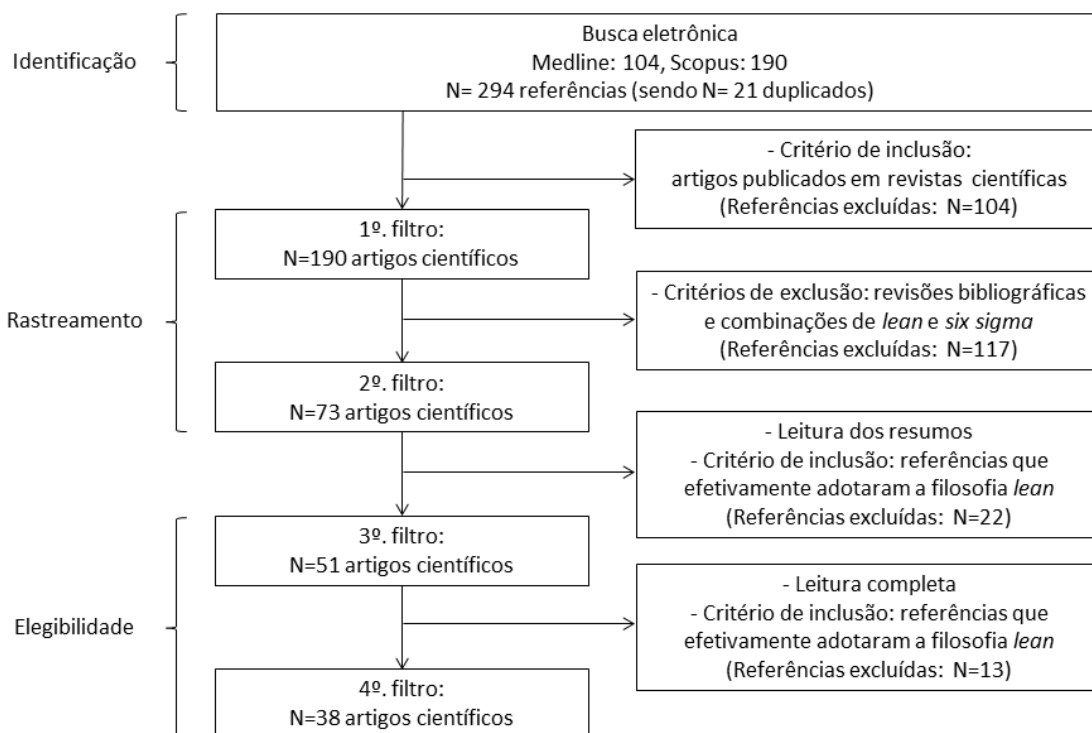 Identificação
Busca eletrônica
Medline: 104, Scopus: 190
N= 294 referências (sendo N= 21 duplicados)
- Critério de inclusão:
artigos publicados em revistas científicas
(Referências excluídas: N=104)
Rastreamento
1º. filtro:
N=190 artigos científicos
- Critérios de exclusão: revisões bibliográficas
e combinações de lean e six sigma
(Referências excluídas: N=117)
2º. filtro:
N=73 artigos científicos
- Leitura dos resumos
- Critério de inclusão: referências que
efetivamente adotaram a filosofia lean
(Referências excluídas: N=22)
Elegibilidade
3º. filtro:
N=51 artigos científicos
- Leitura completa
- Critério de inclusão: referências que
efetivamente adotaram a filosofia lean
(Referências excluídas: N=13)
4º. filtro:
N=38 artigos científicos